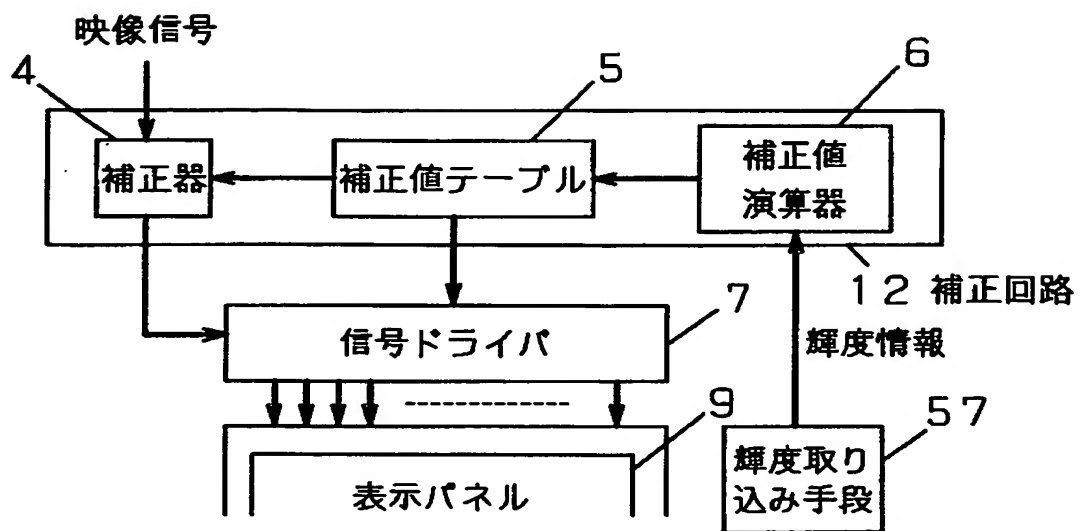 映像信号
4
5
6
補正器
補正値テーブル
補正値
演算器
12 補正回路
7
信号ドライバ
輝度情報
9
57
表示パネル
輝度取り
込み手段